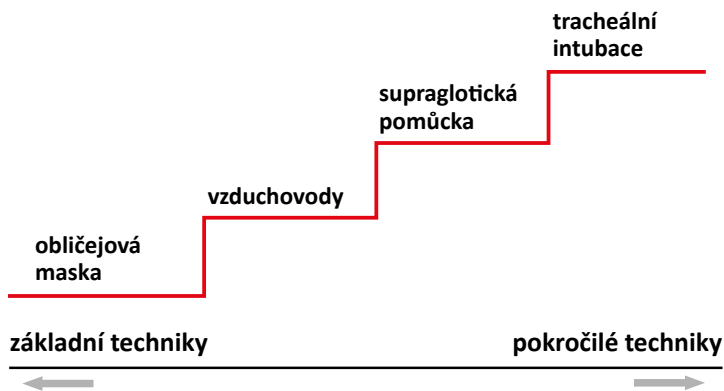 tracheální
intubace
supraglotická
pomůcka
vzduchovody
obličejová
maska
základní techniky
pokročilé techniky